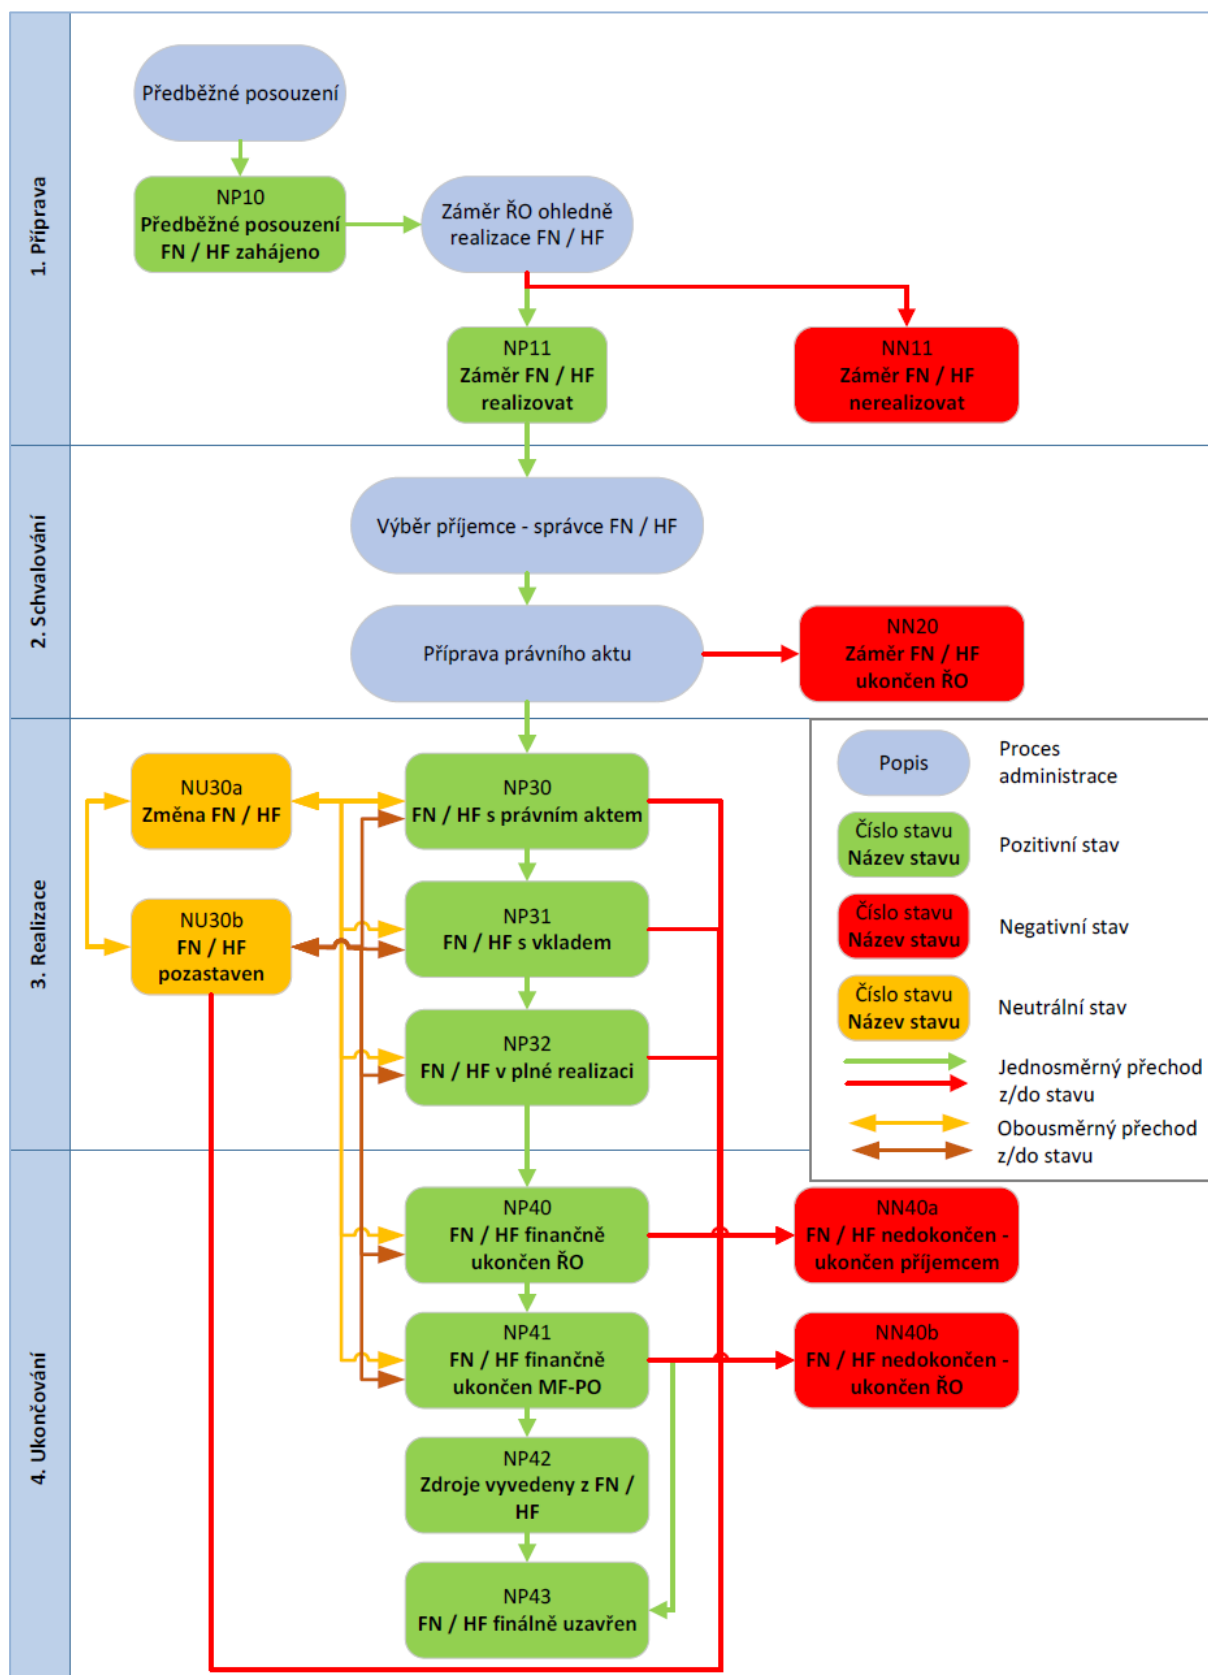 1. Příprava
Předběžné posouzení
NP10
Předběžné posouzení
FN / HF zahájeno
Záměr ŘO ohledně
realizace FN / HF
NP11
Záměr FN / HF
realizovat
NN11
Záměr FN / HF
nerealizovat
2. Schvalování
Výběr příjemce - správce FN / HF
Příprava právního aktu
NN20
Záměr FN / HF
ukončen ŘO
3. Realizace
NU30a
Změna FN / HF
NP30
FN / HF s právním aktem
NU30b
FN / HF
pozastaven
NP31
FN / HF s vkladem
NP32
FN / HF v plné realizaci
Popis
Proces
administrace
Číslo stavu
Název stavu
Pozitivní stav
Číslo stavu
Název stavu
Negativní stav
Číslo stavu
Název stavu
Neutrální stav
Jednosměrný přechod
z/do stavu
Obousměrný přechod
z/do stavu
4. Ukončování
NP40
FN / HF finančně
ukončen ŘO
NN40a
FN / HF nedokončen -
ukončen příjemcem
NP41
FN / HF finančně
ukončen MF-PO
NN40b
FN / HF nedokončen -
ukončen ŘO
NP42
Zdroje vyvedeny z FN /
HF
NP43
FN / HF finálně uzavřen